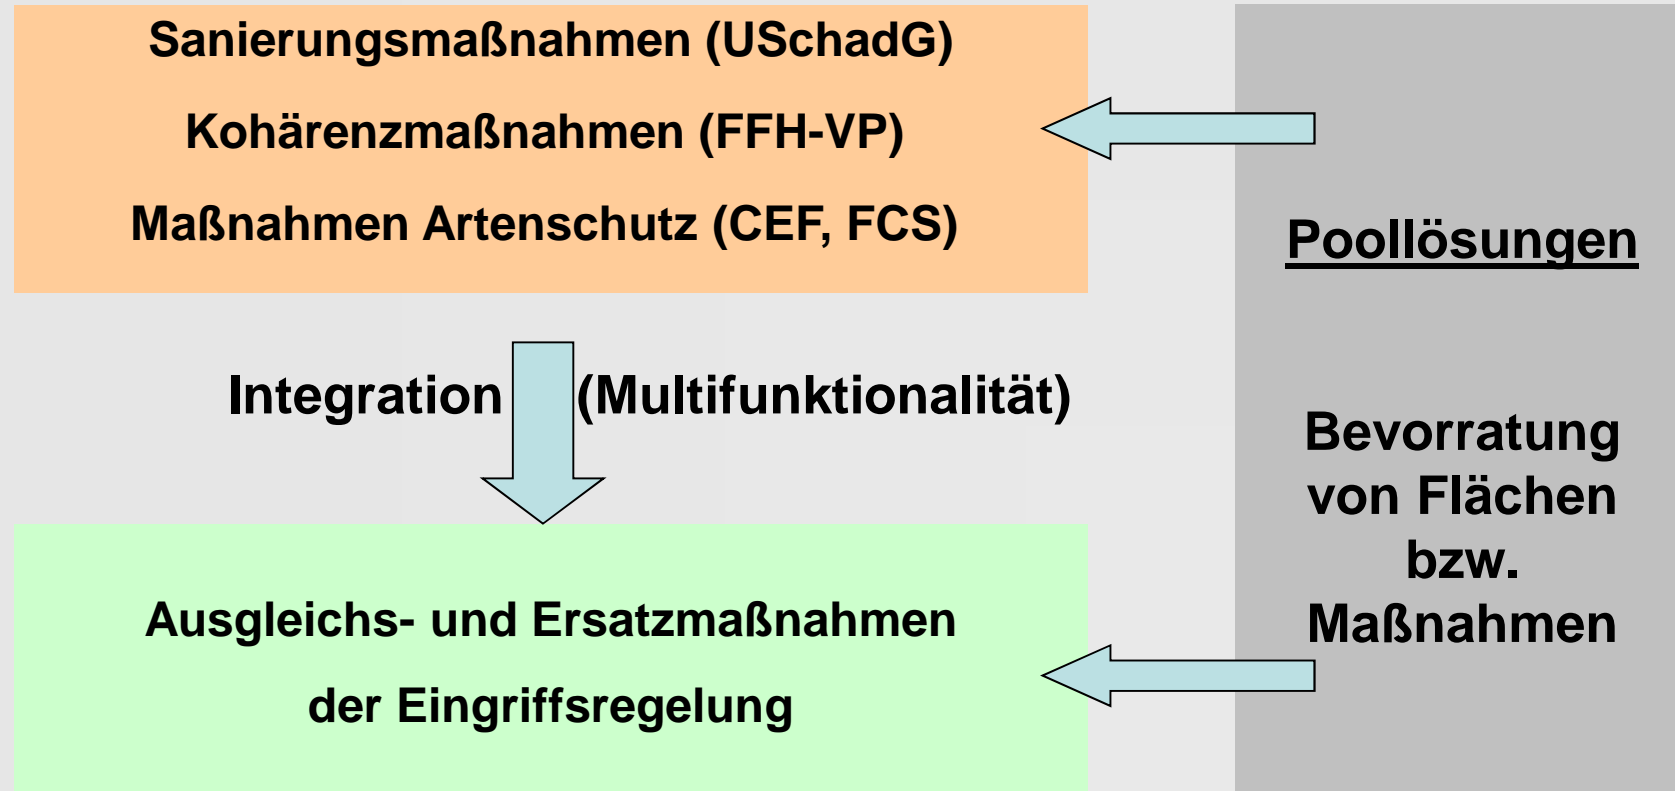 Sanierungsmaßnahmen (USchadG)
Kohärenzmaßnahmen (FFH-VP)
Maßnahmen Artenschutz (CEF, FCS)
Integration (Multifunktionalität)
Ausgleichs- und Ersatzmaßnahmen
der Eingriffsregelung
Poollösungen
Bevorratung
von Flächen
bzw.
Maßnahmen